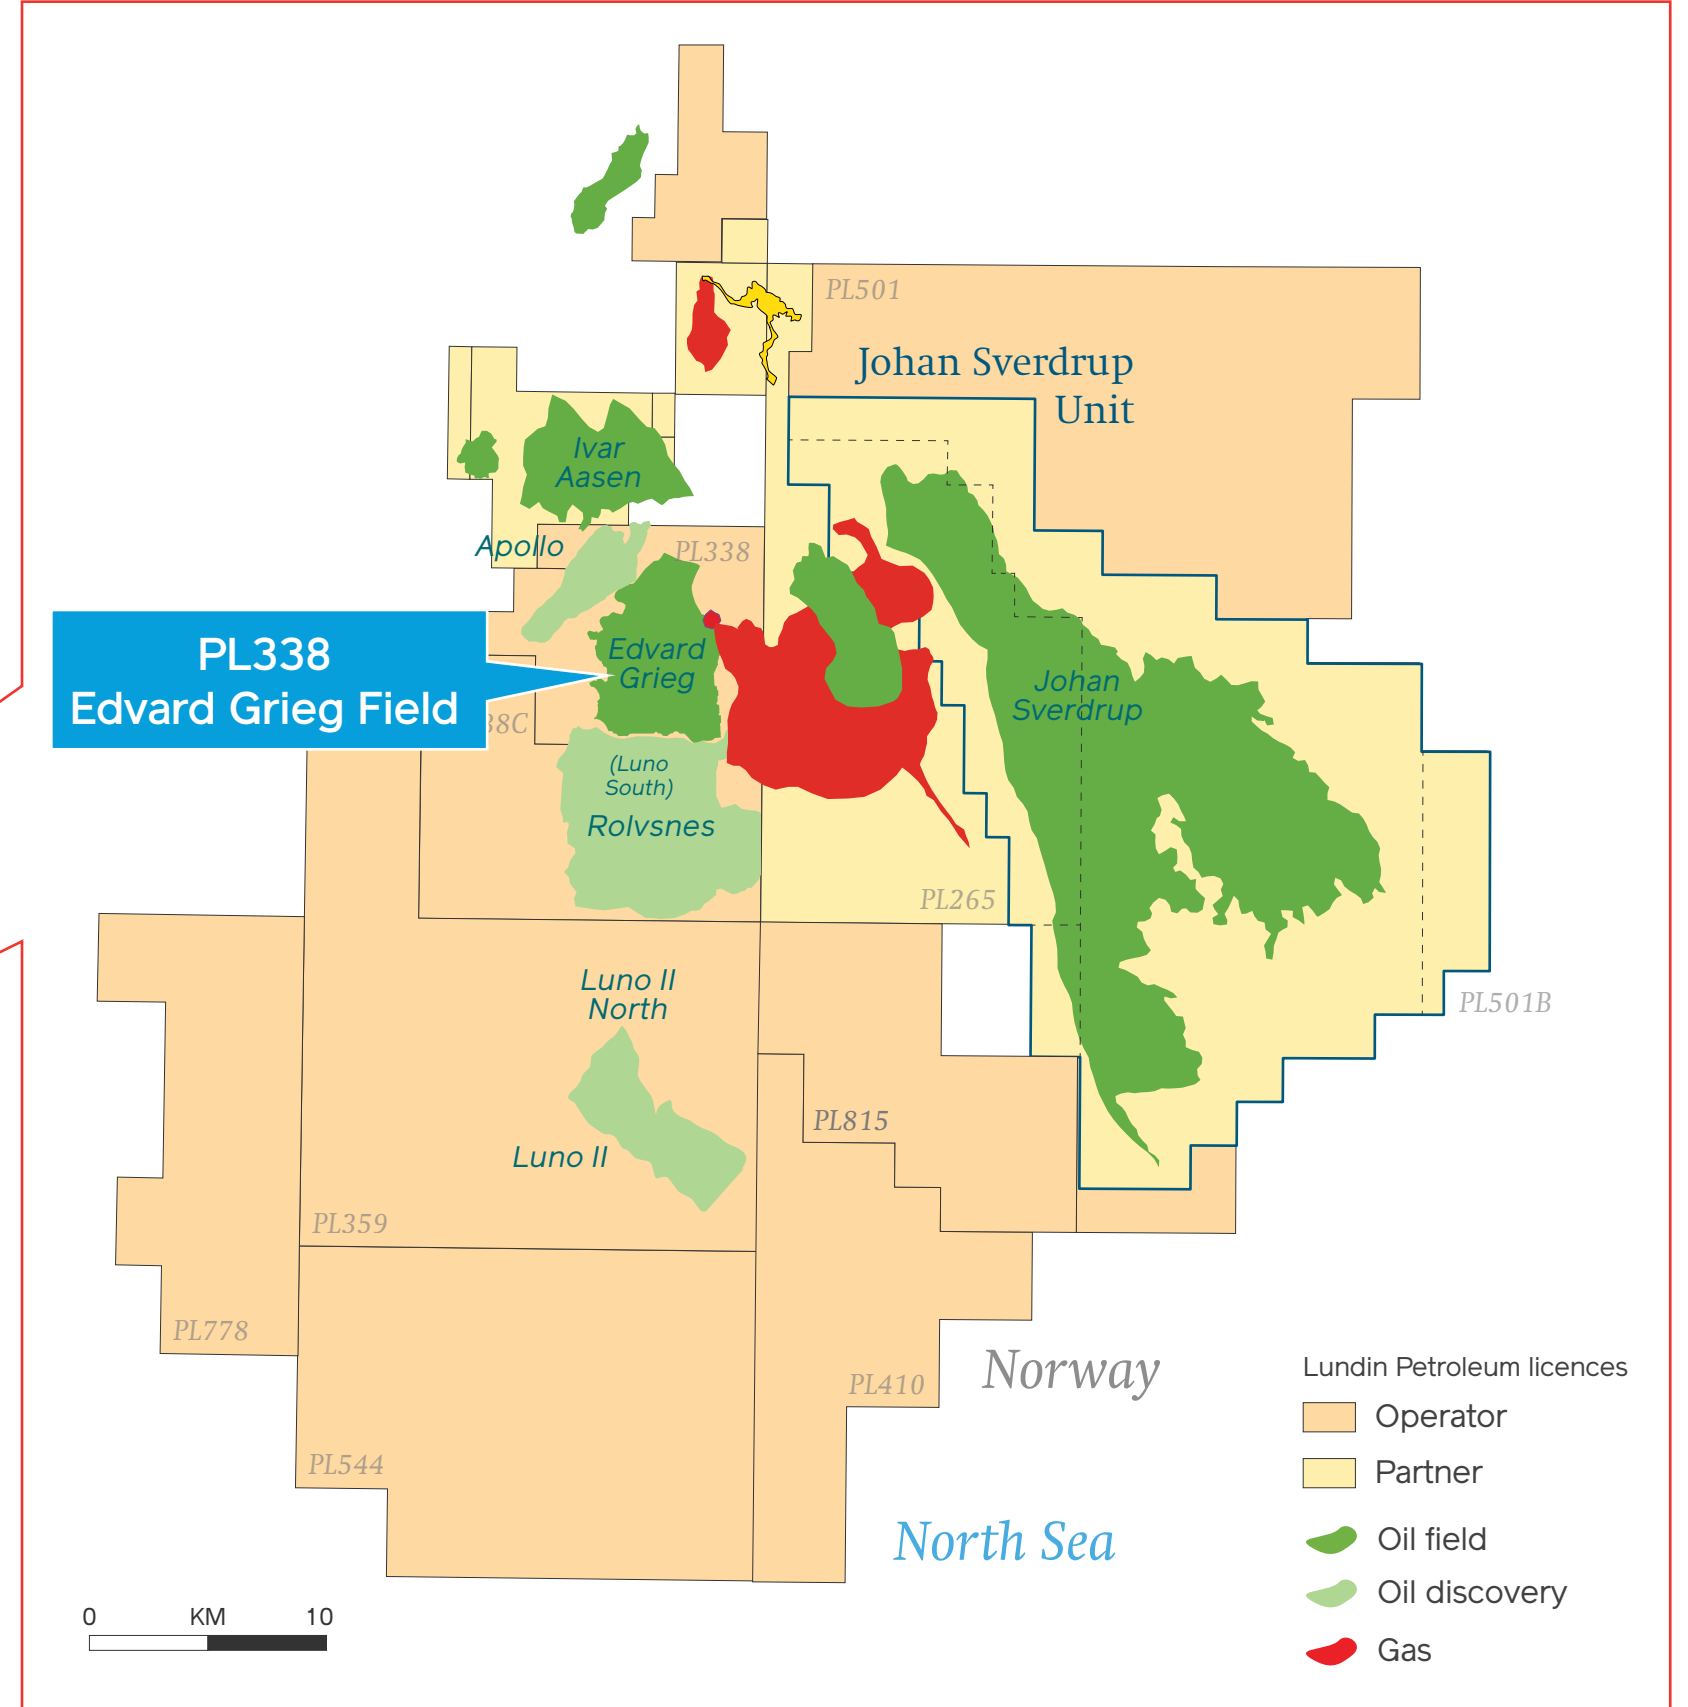 PL501
Johan Sverdrup
Unit
Ivar
Aasen
Apollo
PL338
PL338
Edvard Grieg Field
Edvard
Grieg
Johan
Sverdrup
38C
(Luno
South)
Rolvsnes
PL265
Luno II
North
PL501B
PL815
Luno II
PL359
PL778
Norway
PL410
PL544
North Sea
Lundin Petroleum licences
Operator
Partner
Oil field
Oil discovery
Gas
0 KM 10